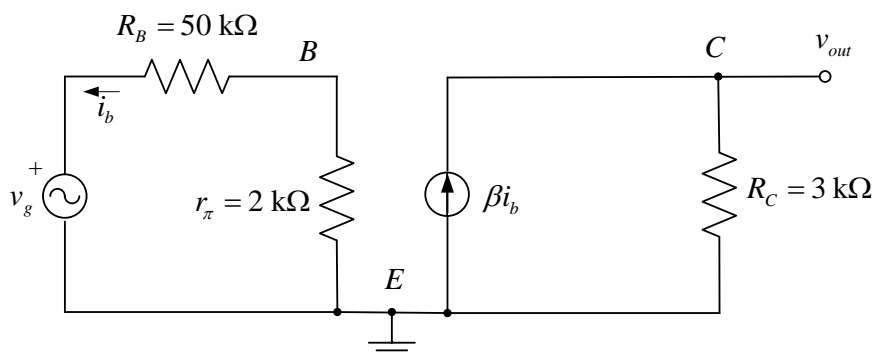 R_B = 50 kΩ
B
C
v_out
i_b
+
v_g
r_π = 2 kΩ
βi_b
R_C = 3 kΩ
E